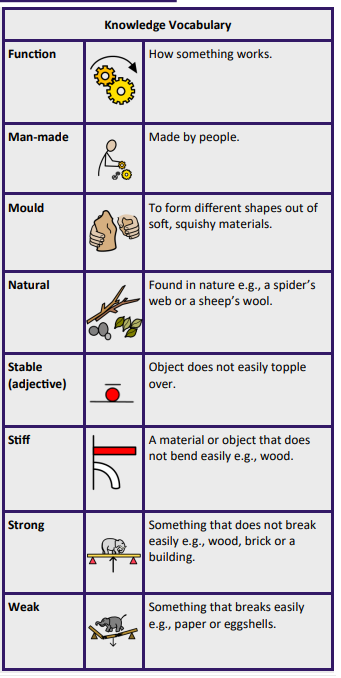 Knowledge Vocabulary
Function
How something works.
Man-made
Made by people.
Mould
To form different shapes out of
soft, squishy materials.
Natural
Found in nature e.g., a spider’s
web or a sheep’s wool.
Stable
(adjective)
Object does not easily topple
over.
Stiff
A material or object that does
not bend easily e.g., wood.
Strong
Something that does not break
easily e.g., wood, brick or a
building.
Weak
Something that breaks easily
e.g., paper or eggshells.